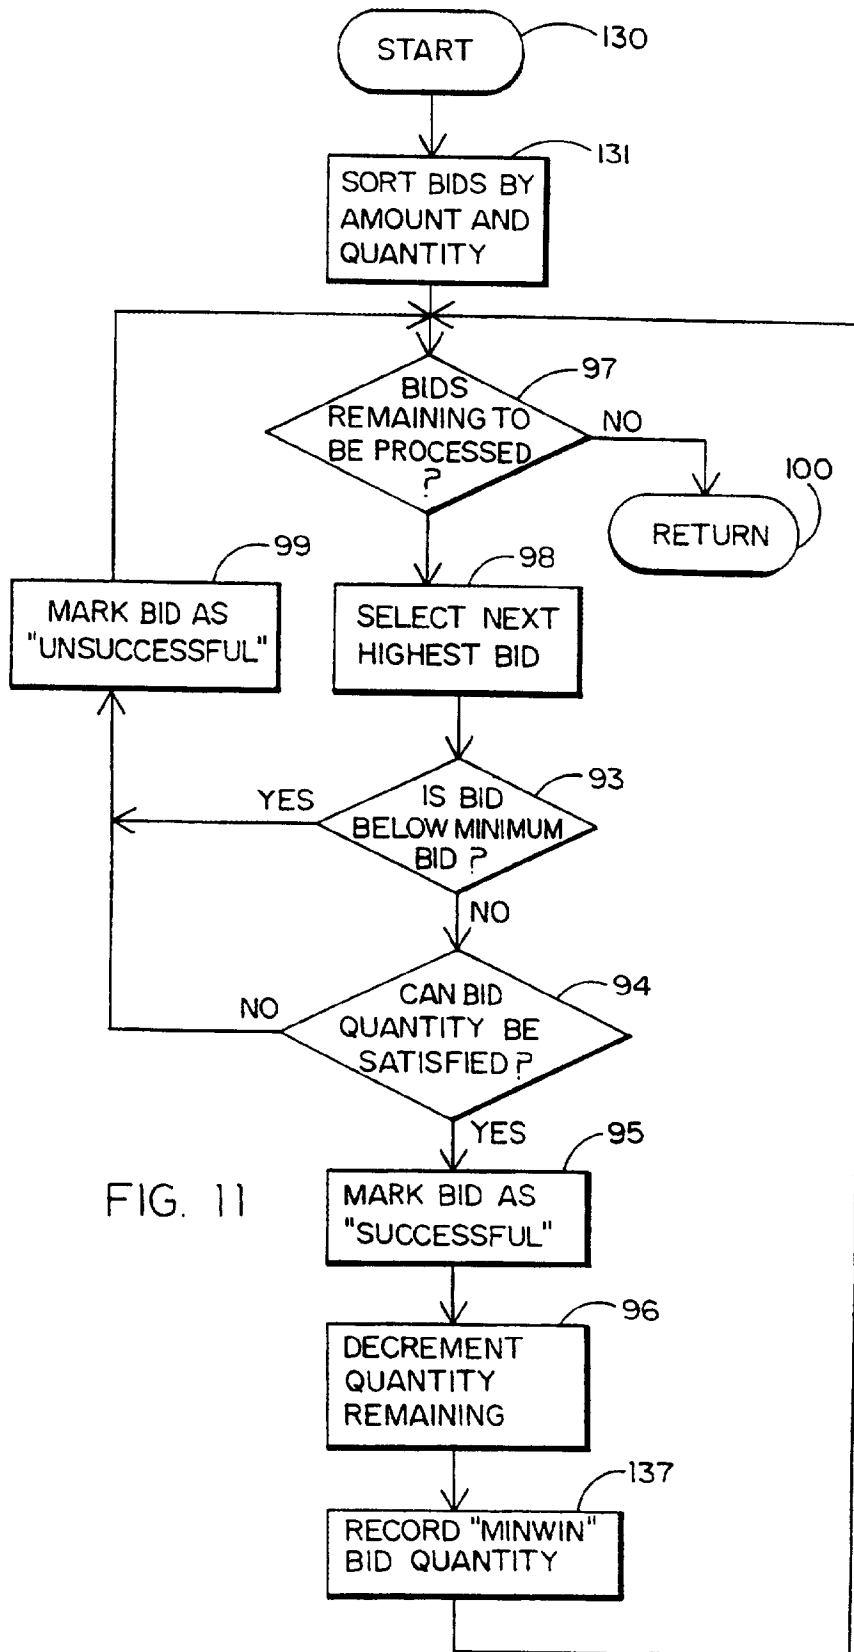 START
130
131
SORT BIDS BY
AMOUNT AND
QUANTITY
97
BIDS
REMAINING TO
BE PROCESSED
?
NO
100
RETURN
99
MARK BID AS
"UNSUCCESSFUL"
98
SELECT NEXT
HIGHEST BID
93
YES
IS BID
BELOW MINIMUM
BID ?
NO
94
NO
CAN BID
QUANTITY BE
SATISFIED ?
YES
95
MARK BID AS
"SUCCESSFUL"
FIG. 11
96
DECREMENT
QUANTITY
REMAINING
137
RECORD "MINWIN"
BID QUANTITY